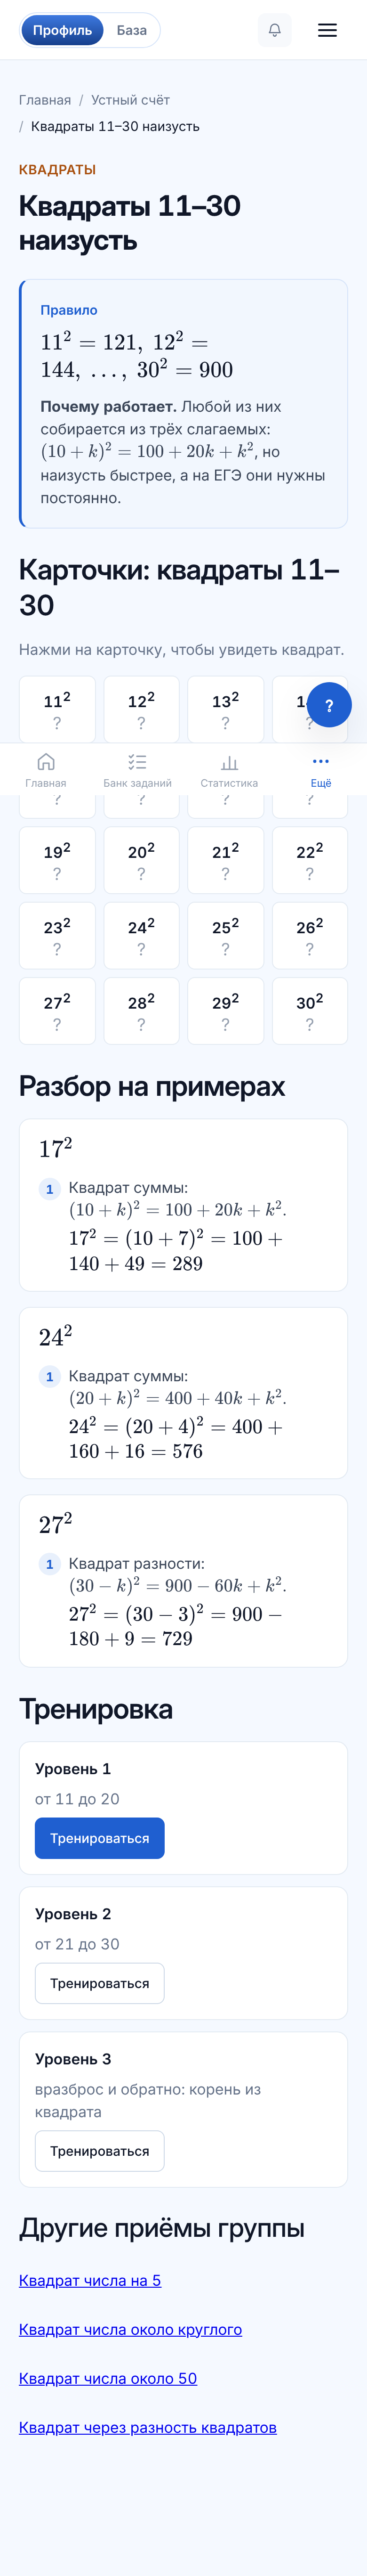 Профиль База
Главная / Устный счёт
/ Квадраты 11–30 наизусть
КВАДРАТЫ
Квадраты 11–30
наизусть
Правило
11² = 121, 12² =
144, …, 30² = 900
Почему работает. Любой из них
собирается из трёх слагаемых:
(10 + k)² = 100 + 20k + k², но
наизусть быстрее, а на ЕГЭ они нужны
постоянно.
Карточки: квадраты 11–
30
Нажми на карточку, чтобы увидеть квадрат.
11² 12² 13²
? ? ? ?
?
Главная Банк заданий Статистика Ещё
? ? ? ?
19² 20² 21² 22²
? ? ? ?
23² 24² 25² 26²
? ? ? ?
27² 28² 29² 30²
? ? ? ?
Разбор на примерах
17²
1 Квадрат суммы:
(10 + k)² = 100 + 20k + k².
17² = (10 + 7)² = 100 +
140 + 49 = 289
24²
1 Квадрат суммы:
(20 + k)² = 400 + 40k + k².
24² = (20 + 4)² = 400 +
160 + 16 = 576
27²
1 Квадрат разности:
(30 − k)² = 900 − 60k + k².
27² = (30 − 3)² = 900 −
180 + 9 = 729
Тренировка
Уровень 1
от 11 до 20
Тренироваться
Уровень 2
от 21 до 30
Тренироваться
Уровень 3
вразброс и обратно: корень из
квадрата
Тренироваться
Другие приёмы группы
Квадрат числа на 5
Квадрат числа около круглого
Квадрат числа около 50
Квадрат через разность квадратов